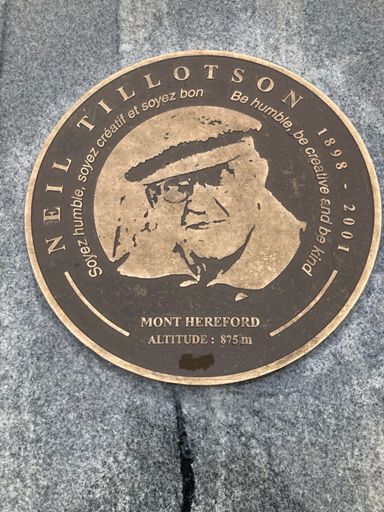 NEIL TILLOTSON 1898 - 2001
Soyez humble, soyez créatif et soyez bon
Be humble, be creative and be kind
MONT HEREFORD
ALTITUDE : 875 m